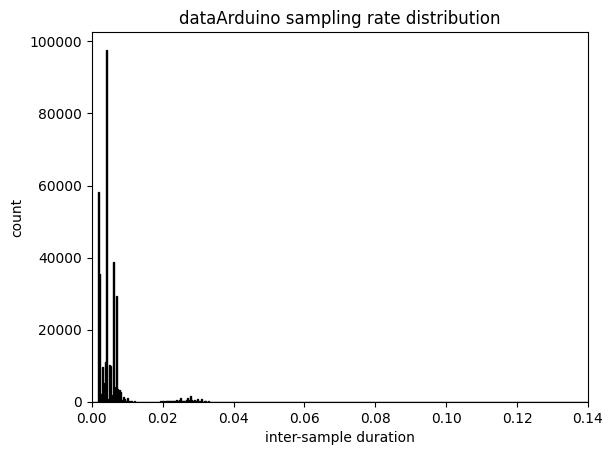 dataArduino sampling rate distribution
100000
80000
60000
40000
20000
0
count
0.00 0.02 0.04 0.06 0.08 0.10 0.12 0.14
inter-sample duration